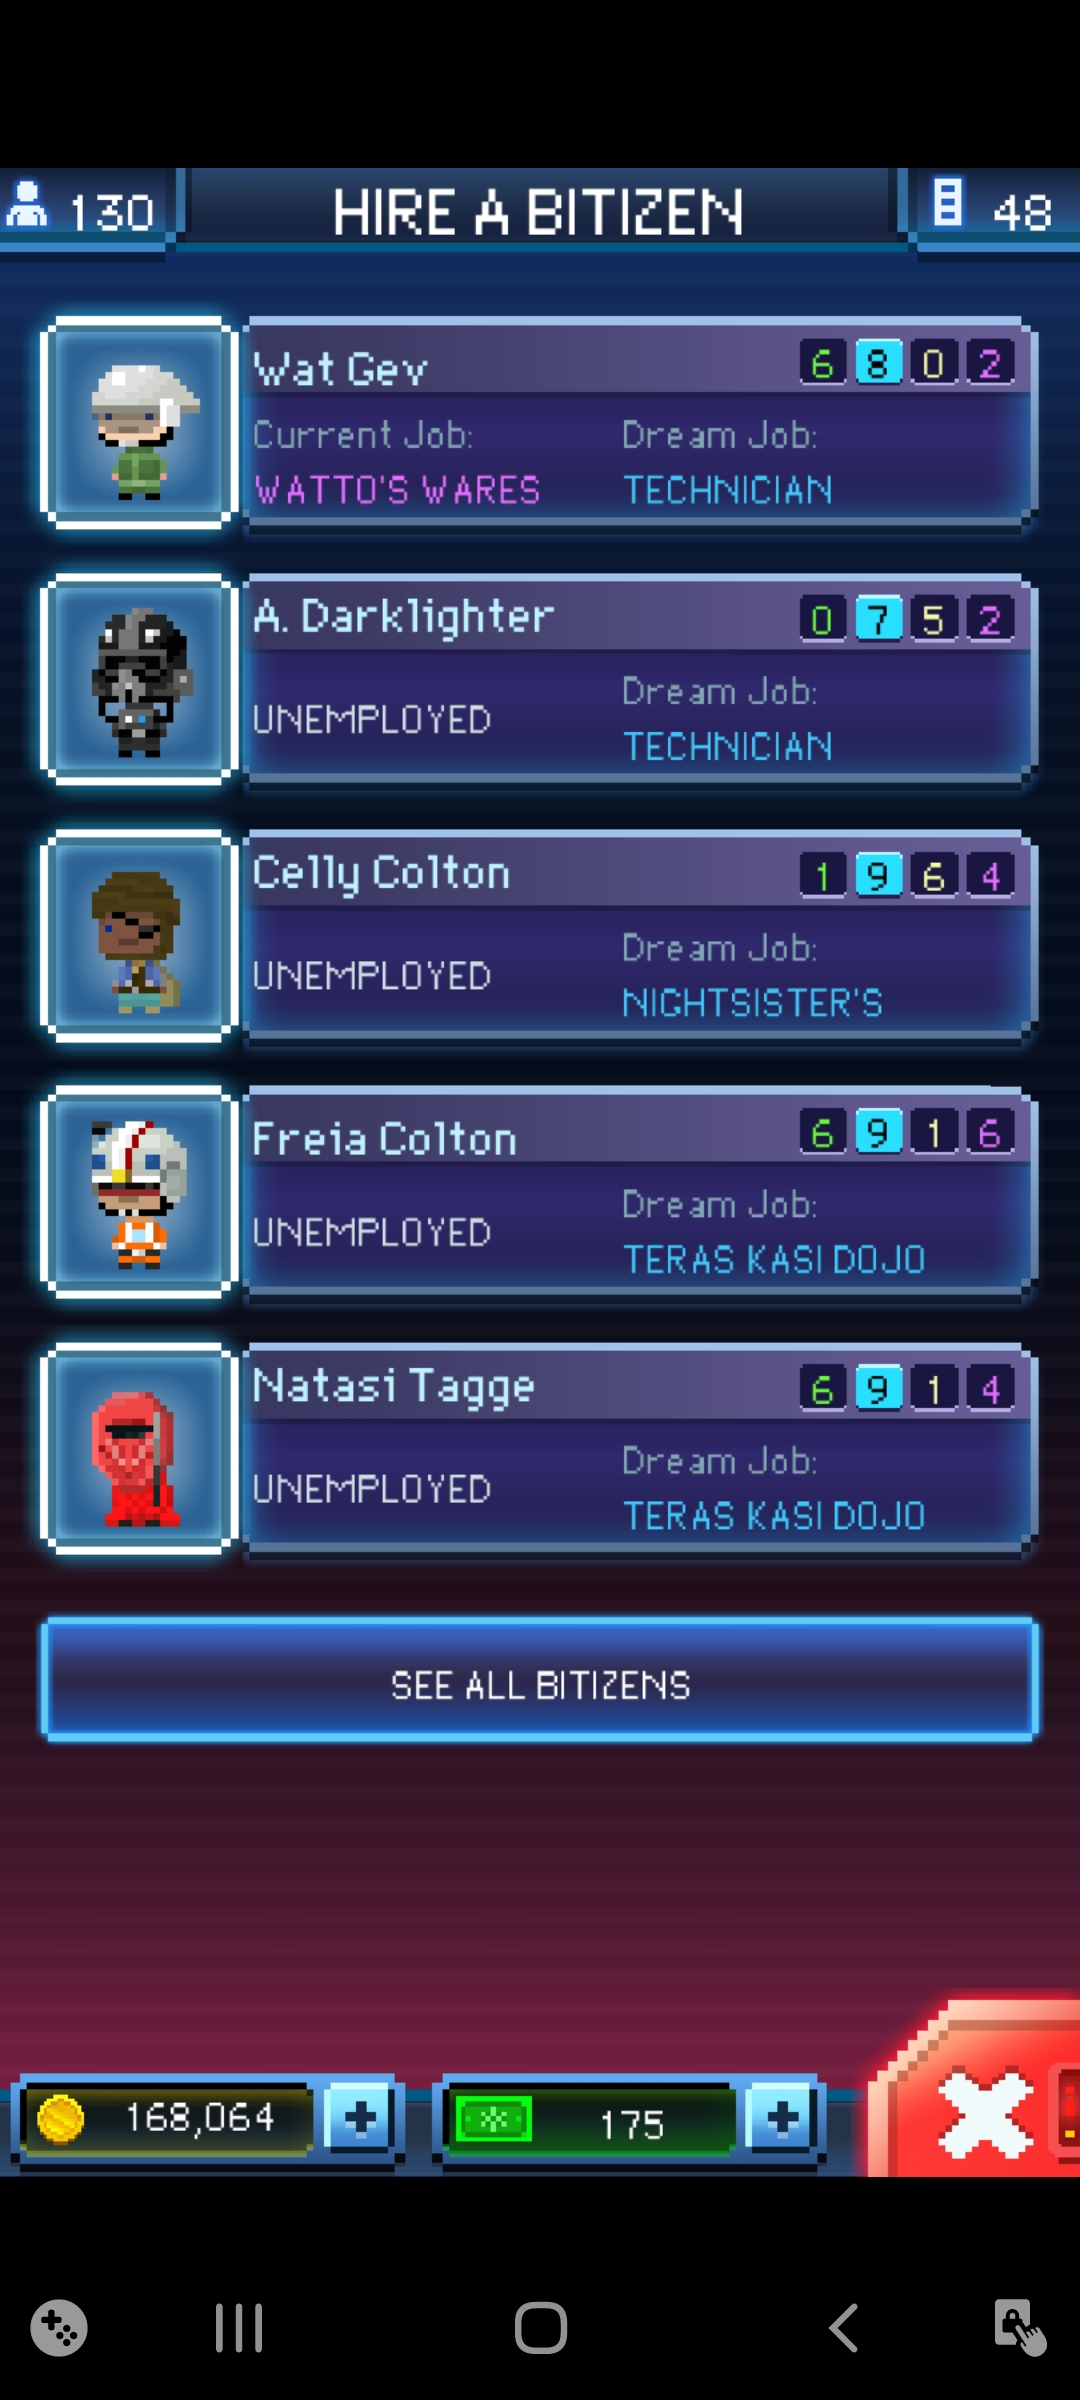 130
HIRE A BITIZEN
48
Wat Gev
6 8 0 2
Current Job:
Dream Job:
WATTO'S WARES
TECHNICIAN
A. Darklighter
0 7 5 2
UNEMPLOYED
Dream Job:
TECHNICIAN
Celly Colton
1 9 6 4
UNEMPLOYED
Dream Job:
NIGHTSISTER'S
Freia Colton
6 9 1 6
UNEMPLOYED
Dream Job:
TERAS KASI DOJO
Natasi Tagge
6 9 1 4
UNEMPLOYED
Dream Job:
TERAS KASI DOJO
SEE ALL BITIZENS
168,064
175